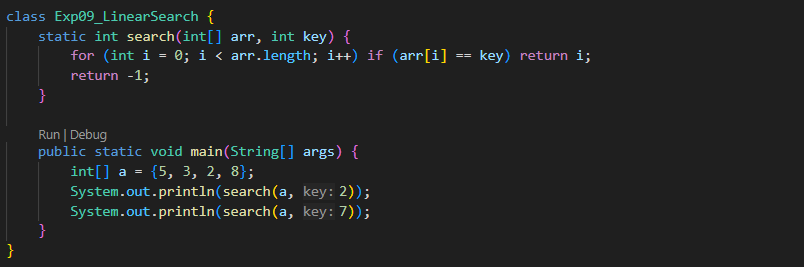 class Exp09_LinearSearch {
    static int search(int[] arr, int key) {
        for (int i = 0; i < arr.length; i++) if (arr[i] == key) return i;
        return -1;
    }

    Run | Debug
    public static void main(String[] args) {
        int[] a = {5, 3, 2, 8};
        System.out.println(search(a, key: 2));
        System.out.println(search(a, key: 7));
    }
}